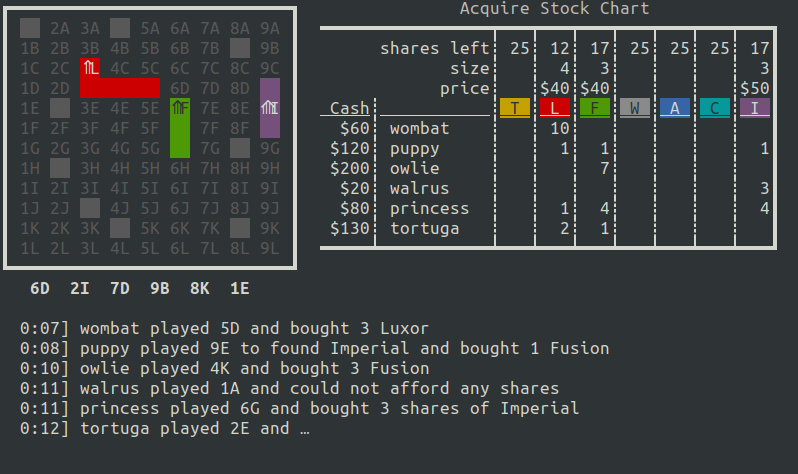 Acquire Stock Chart
2A 3A 5A 6A 7A 8A 9A
1B 2B 3B 4B 5B 6B 7B 9B
1C 2C ⇑L 4C 5C 6C 7C 8C 9C
1D 2D 6D 7D 8D
1E 3E 4E 5E ⇑F 7E 8E ⇑I
1F 2F 3F 4F 5F 7F 8F
1G 2G 3G 4G 5G 7G 9G
1H 3H 4H 5H 6H 7H 8H 9H
1I 2I 3I 4I 5I 6I 7I 8I 9I
1J 2J 4J 5J 6J 7J 8J 9J
1K 2K 3K 5K 6K 7K 9K
1L 2L 3L 4L 5L 6L 7L 8L 9L
shares left 25 12 17 25 25 25 17
size 4 3 3
price $40 $40 $50
Cash T L F W A C I
$60 wombat 10
$120 puppy 1 1 1
$200 owlie 7
$20 walrus 3
$80 princess 1 4 4
$130 tortuga 2 1
6D 2I 7D 9B 8K 1E
0:07] wombat played 5D and bought 3 Luxor
0:08] puppy played 9E to found Imperial and bought 1 Fusion
0:10] owlie played 4K and bought 3 Fusion
0:11] walrus played 1A and could not afford any shares
0:11] princess played 6G and bought 3 shares of Imperial
0:12] tortuga played 2E and …